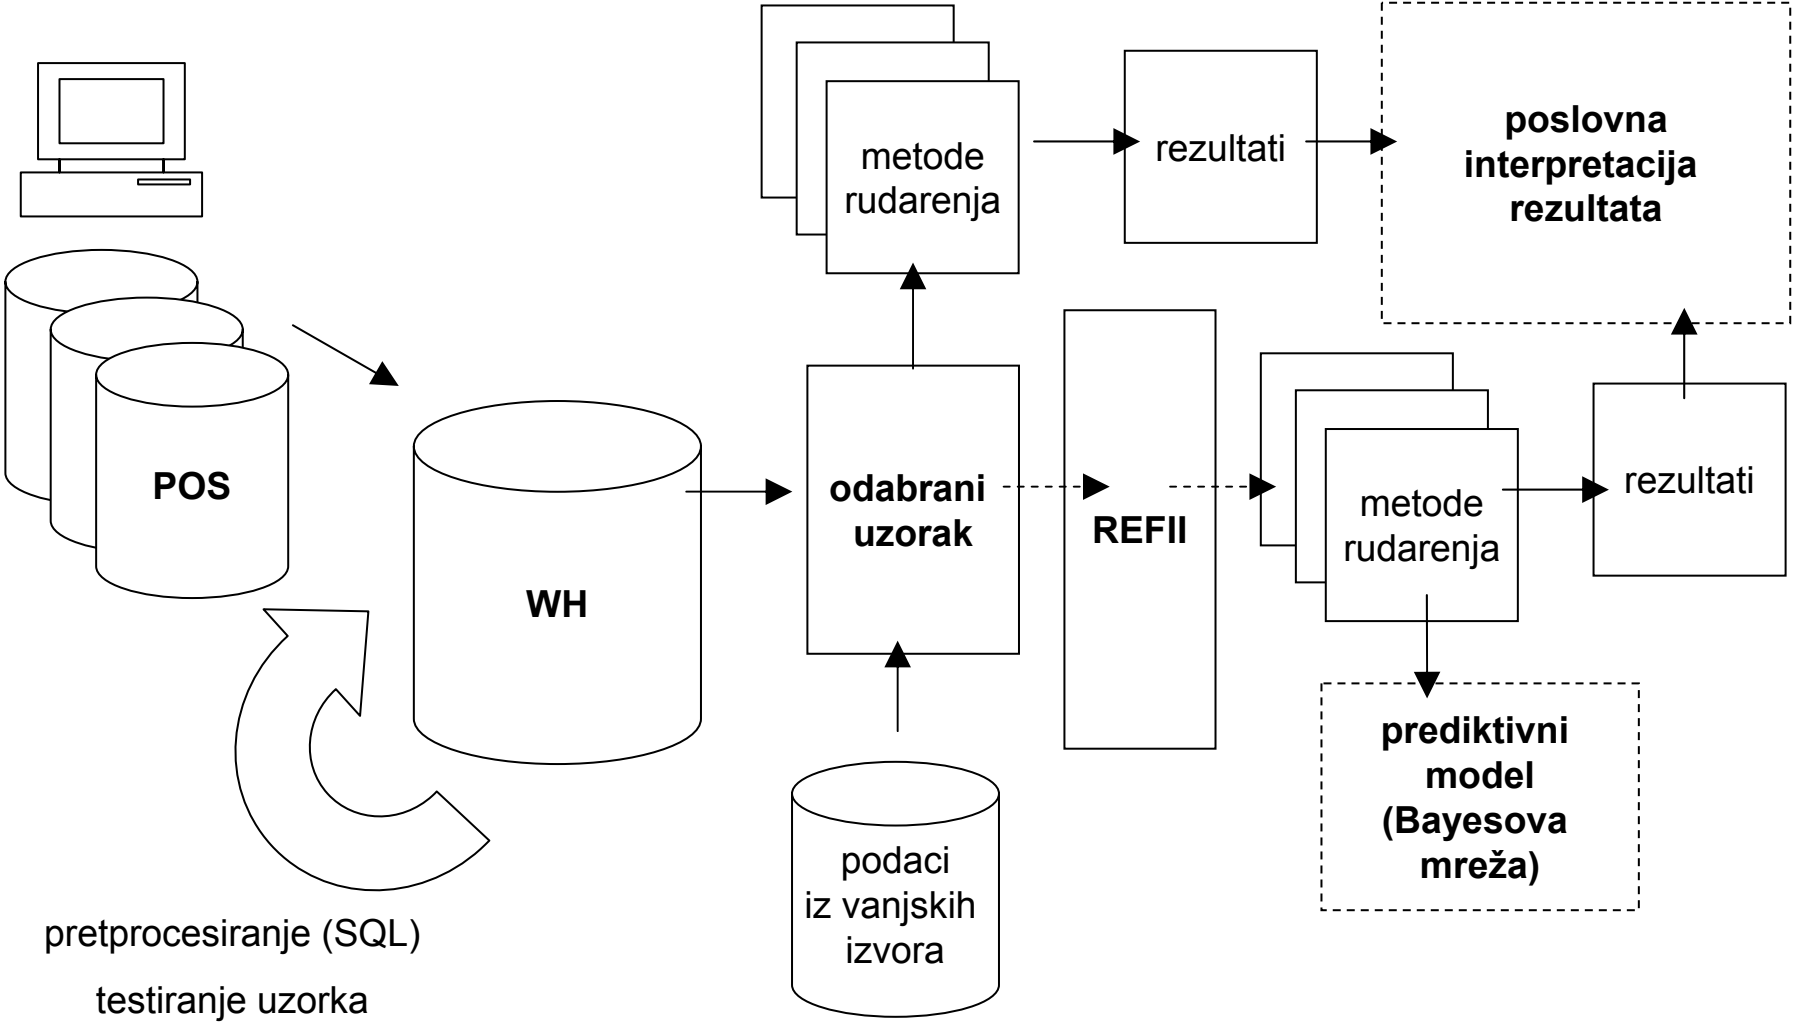 metode
rudarenja
rezultati
poslovna
interpretacija
rezultata
POS
WH
odabrani
uzorak
REFII
metode
rudarenja
rezultati
prediktivni
model
(Bayesova
mreža)
podaci
iz vanjskih
izvora
pretprocesiranje (SQL)
testiranje uzorka